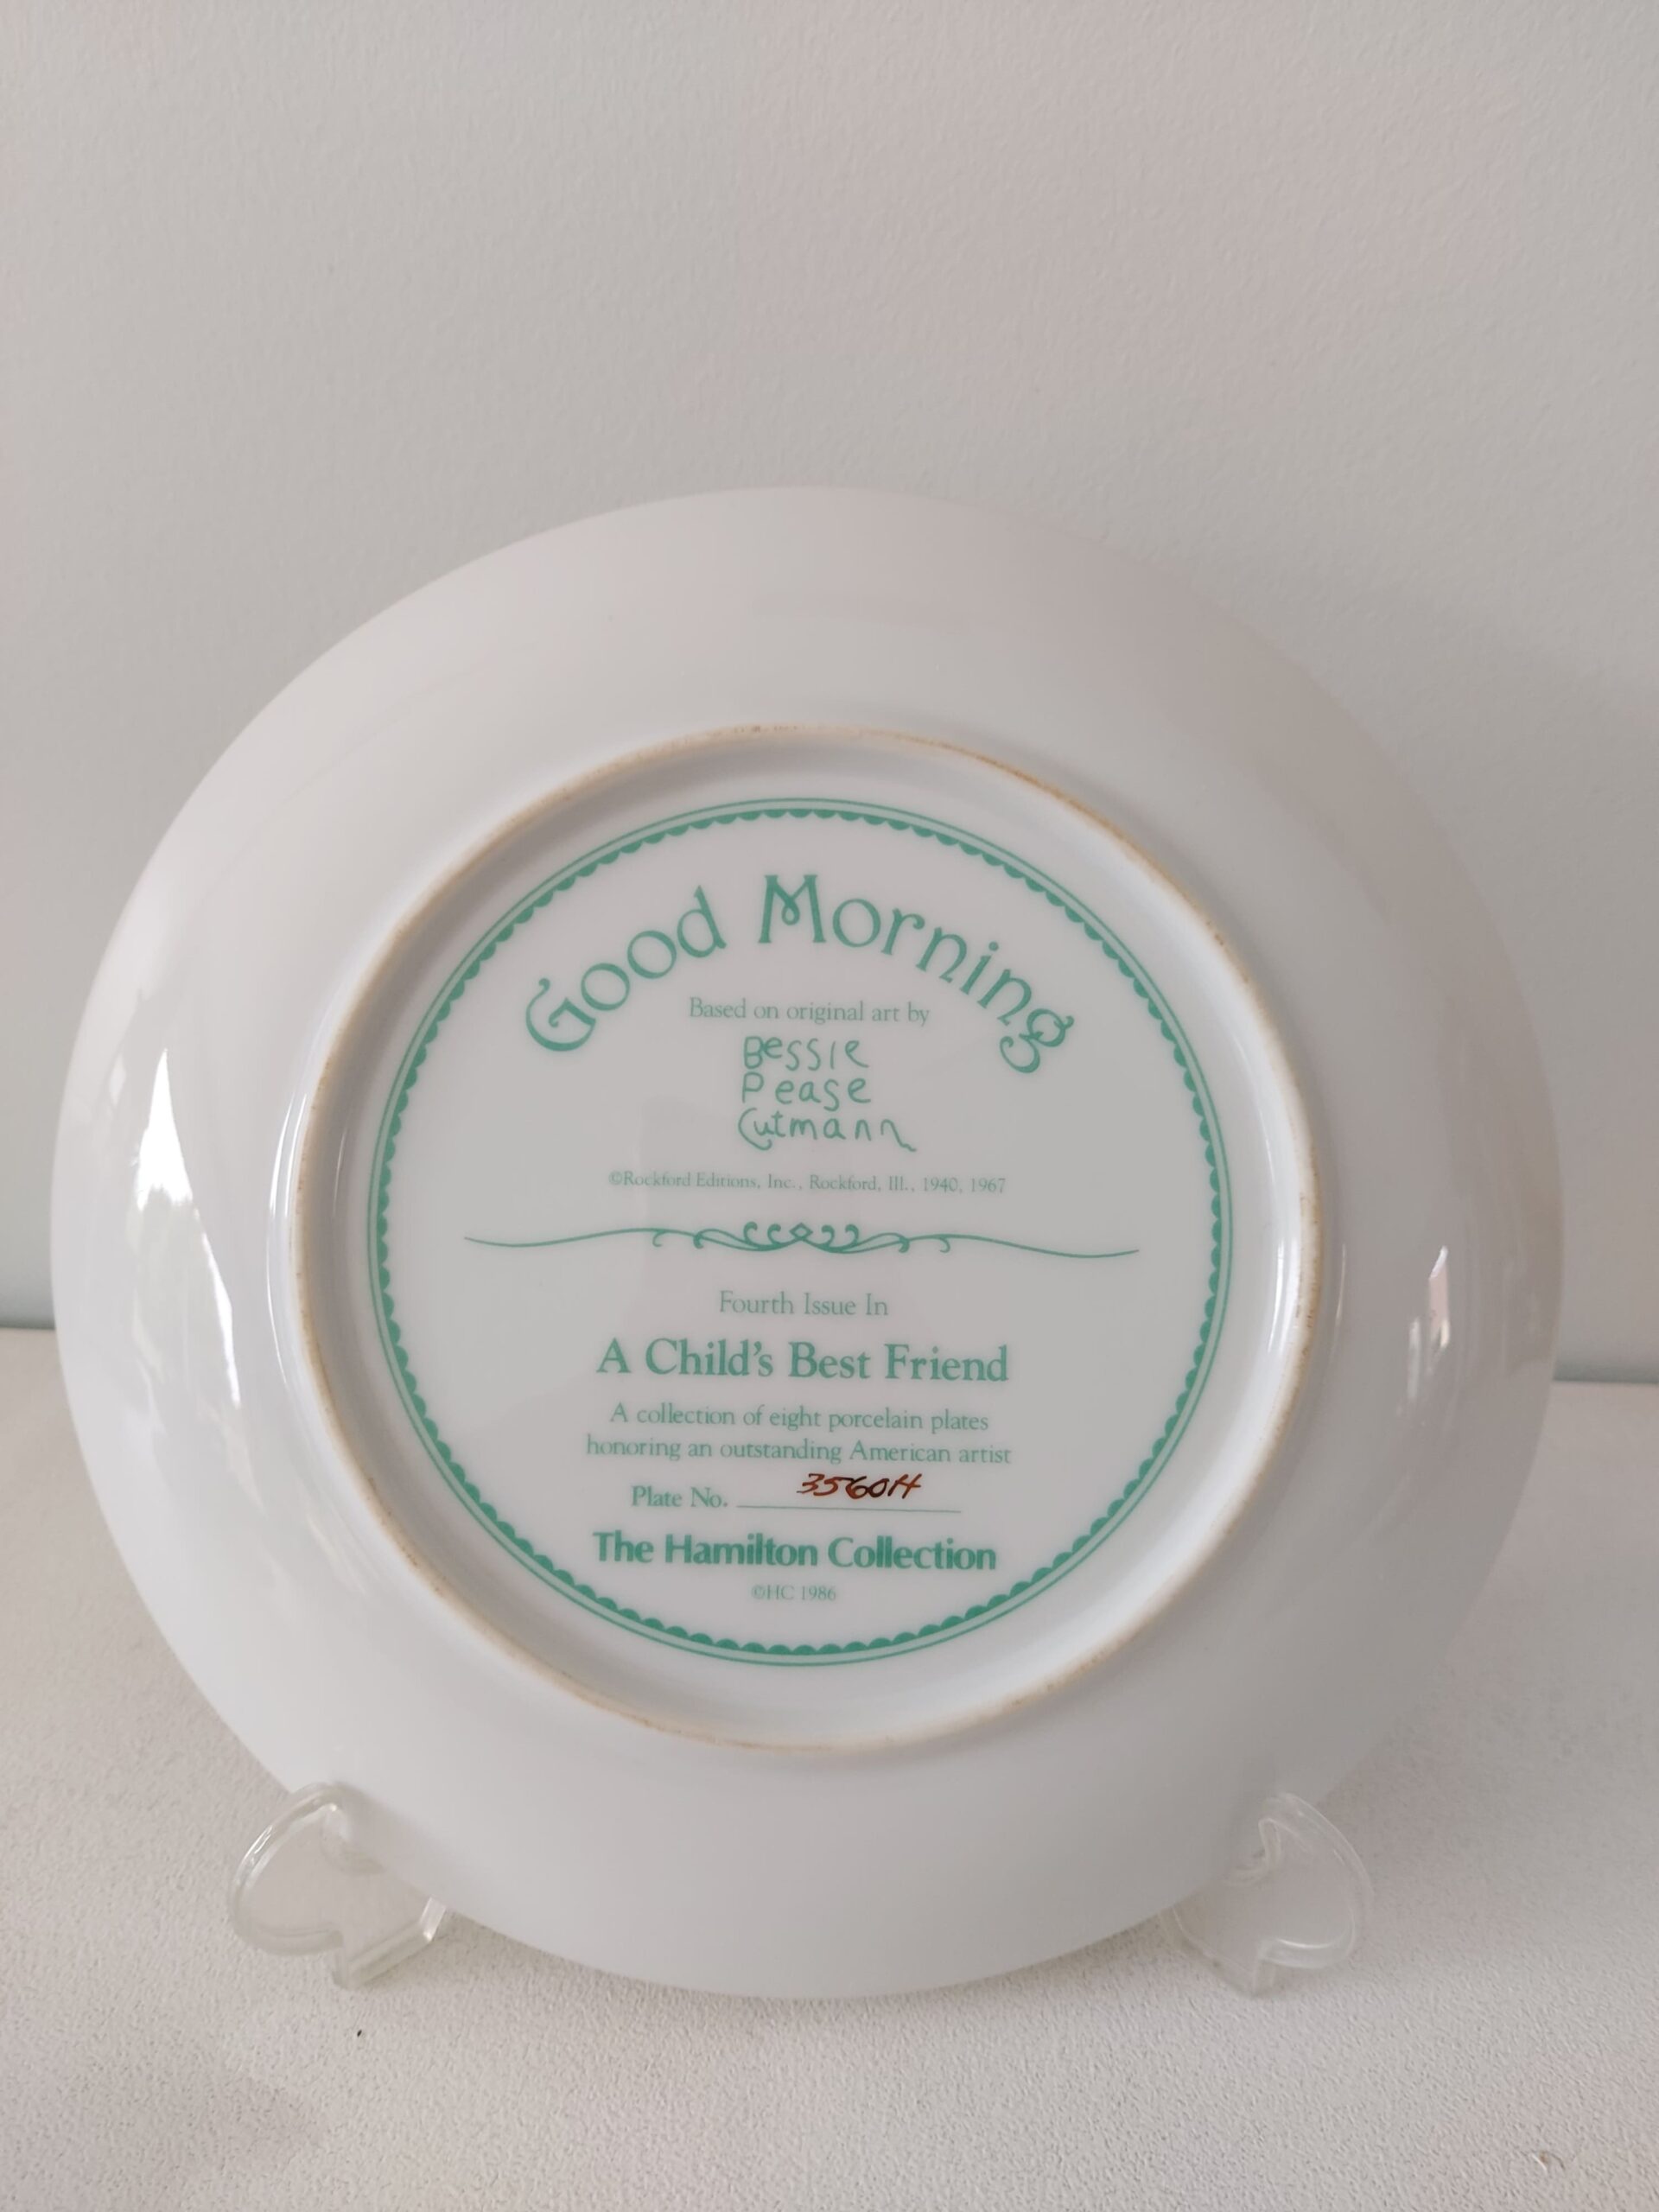 Good Morning
Based on original art by
Bessie
Pease
Gutmann
©Rockford Editions, Inc., Rockford, Ill., 1940, 1967
Fourth Issue In
A Child's Best Friend
A collection of eight porcelain plates
honoring an outstanding American artist
Plate No. 3560H
The Hamilton Collection
©HC 1986